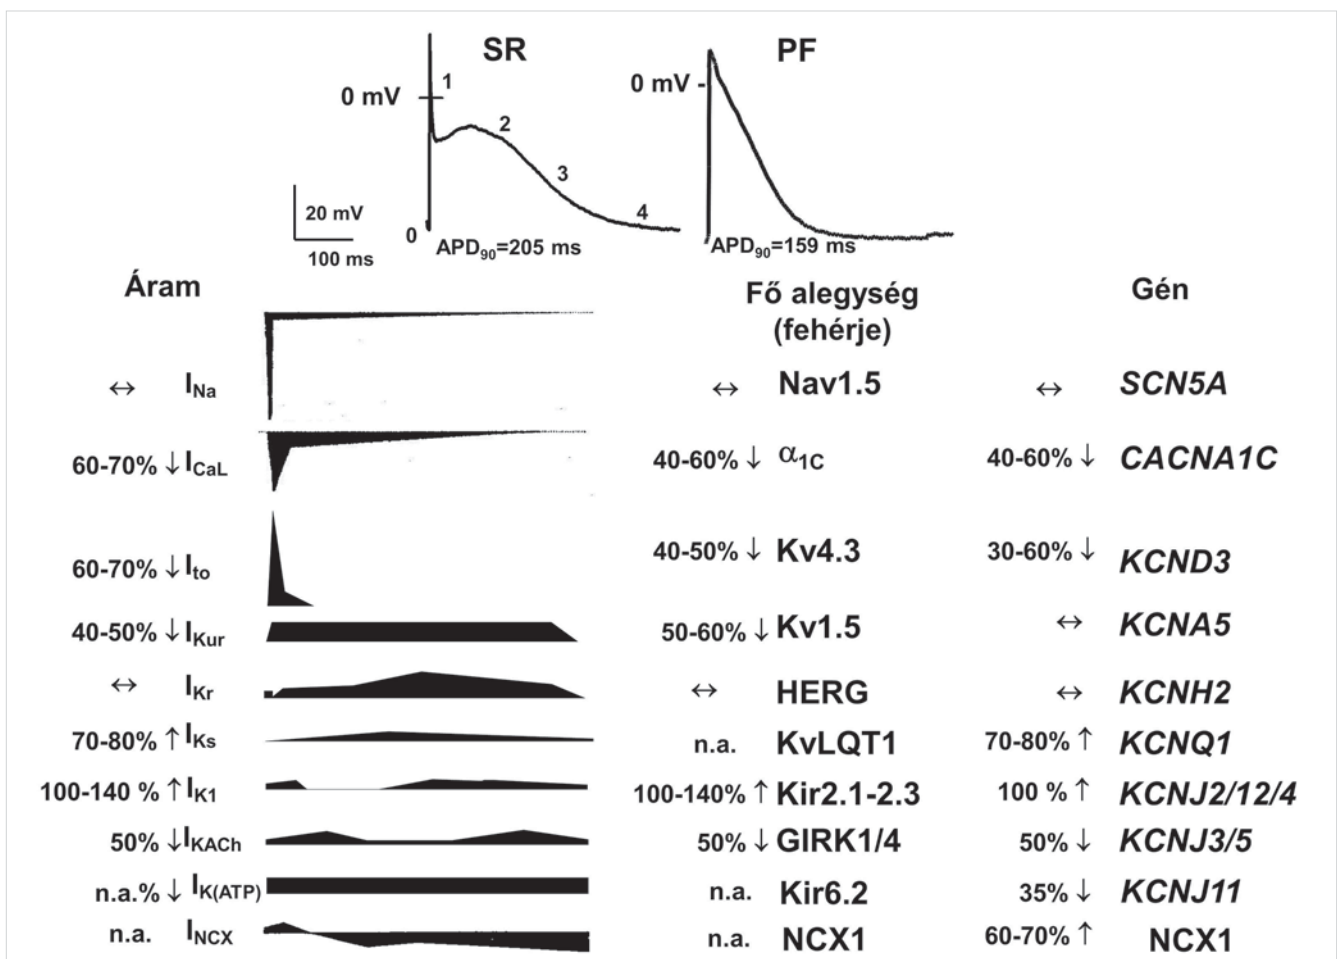 SR
PF
0 mV
1
2
3
4
0
0 mV -
20 mV
100 ms
APD90=205 ms
APD90=159 ms
Áram
Fő alegység
(fehérje)
Gén
↔ INa ↔ Nav1.5 ↔ SCN5A
60-70% ↓ ICaL 40-60% ↓ α1C 40-60% ↓ CACNA1C
60-70% ↓ Ito 40-50% ↓ Kv4.3 30-60% ↓ KCND3
40-50% ↓ IKur 50-60% ↓ Kv1.5 ↔ KCNA5
↔ IKr ↔ HERG ↔ KCNH2
70-80% ↑ IKs n.a. KvLQT1 70-80% ↑ KCNQ1
100-140 % ↑ IK1 100-140% ↑ Kir2.1-2.3 100 % ↑ KCNJ2/12/4
50% ↓ IKACh 50% ↓ GIRK1/4 50% ↓ KCNJ3/5
n.a.% ↓ IK(ATP) n.a. Kir6.2 35% ↓ KCNJ11
n.a. INCX n.a. NCX1 60-70% ↑ NCX1